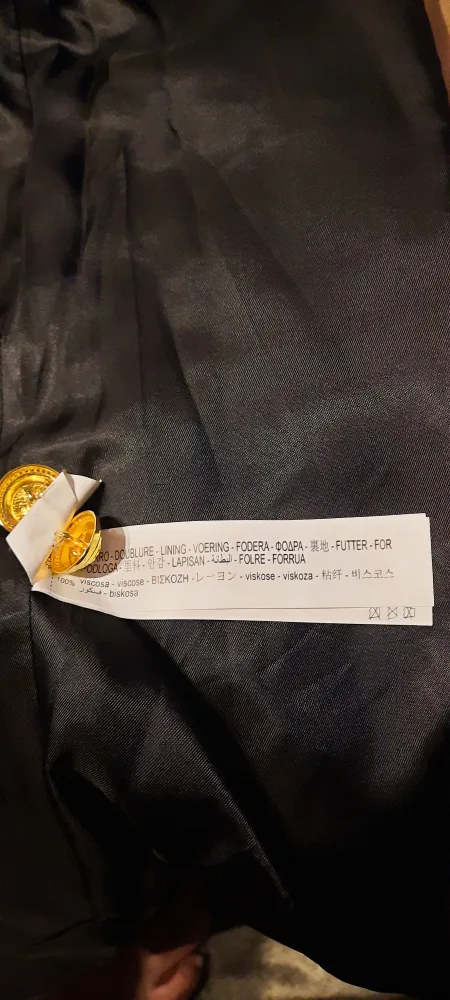 DOUBLURE - LINING - VOERING - FODERA - ΦΟΔΡΑ - 裏地 - FUTTER - FOR
- 里料 - 안감 - LAPISAN - البطانة - FOLRE - FORRUA
100% viscosa - viscose - ΒΙΣΚΟΖΗ - レーヨン - viskose - viskoza - 粘纤 - 비스코스
فسكوز - biskosa